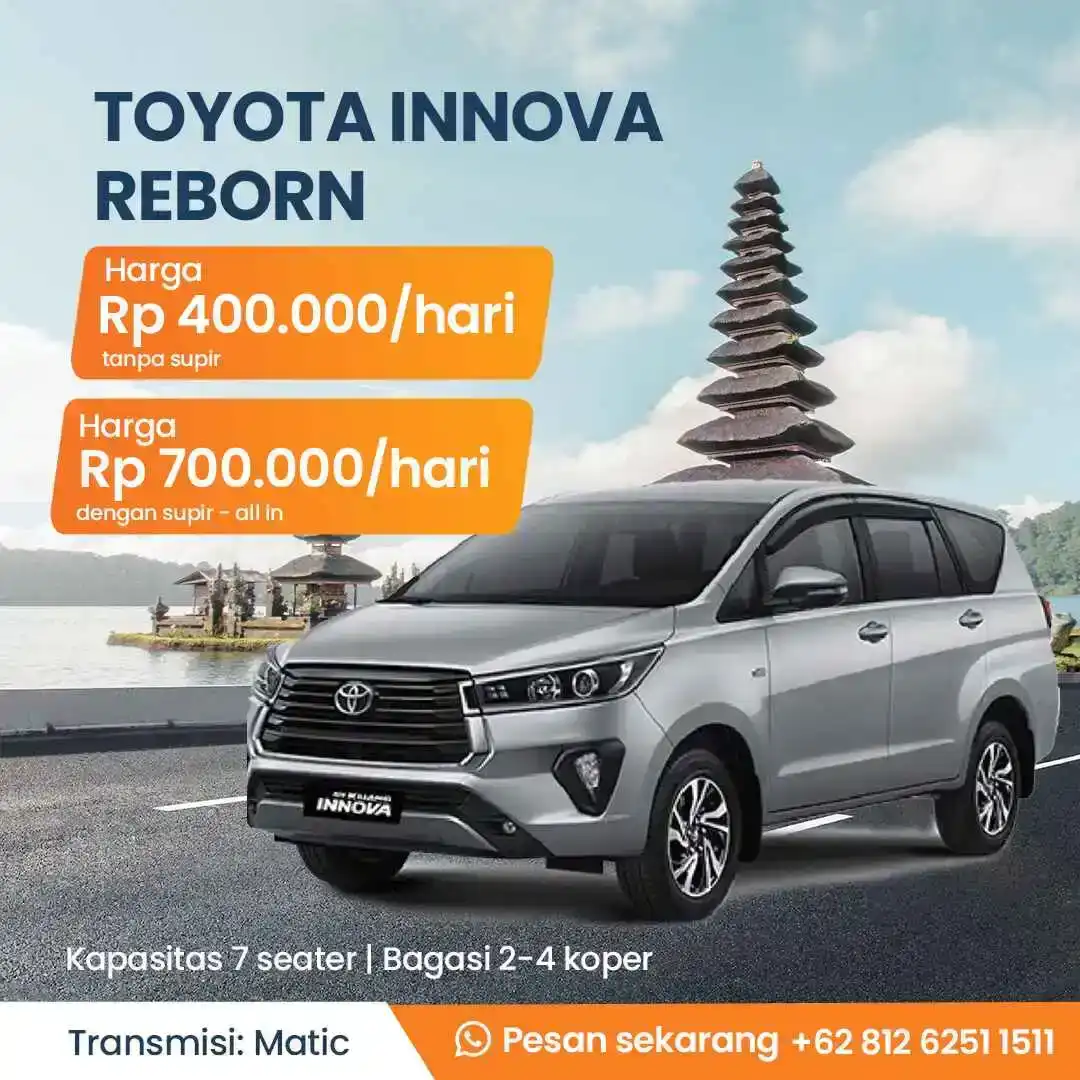 TOYOTA INNOVA
REBORN
Harga
Rp 400.000/hari
tanpa supir
Harga
Rp 700.000/hari
dengan supir - all in
INNOVA
Kapasitas 7 seater | Bagasi 2-4 koper
Transmisi: Matic
Pesan sekarang +62 812 6251 1511